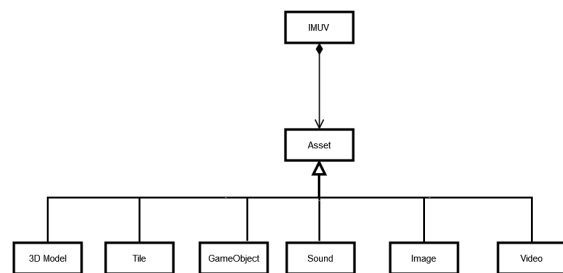 IMUV
Asset
3D Model
Tile
GameObject
Sound
Image
Video